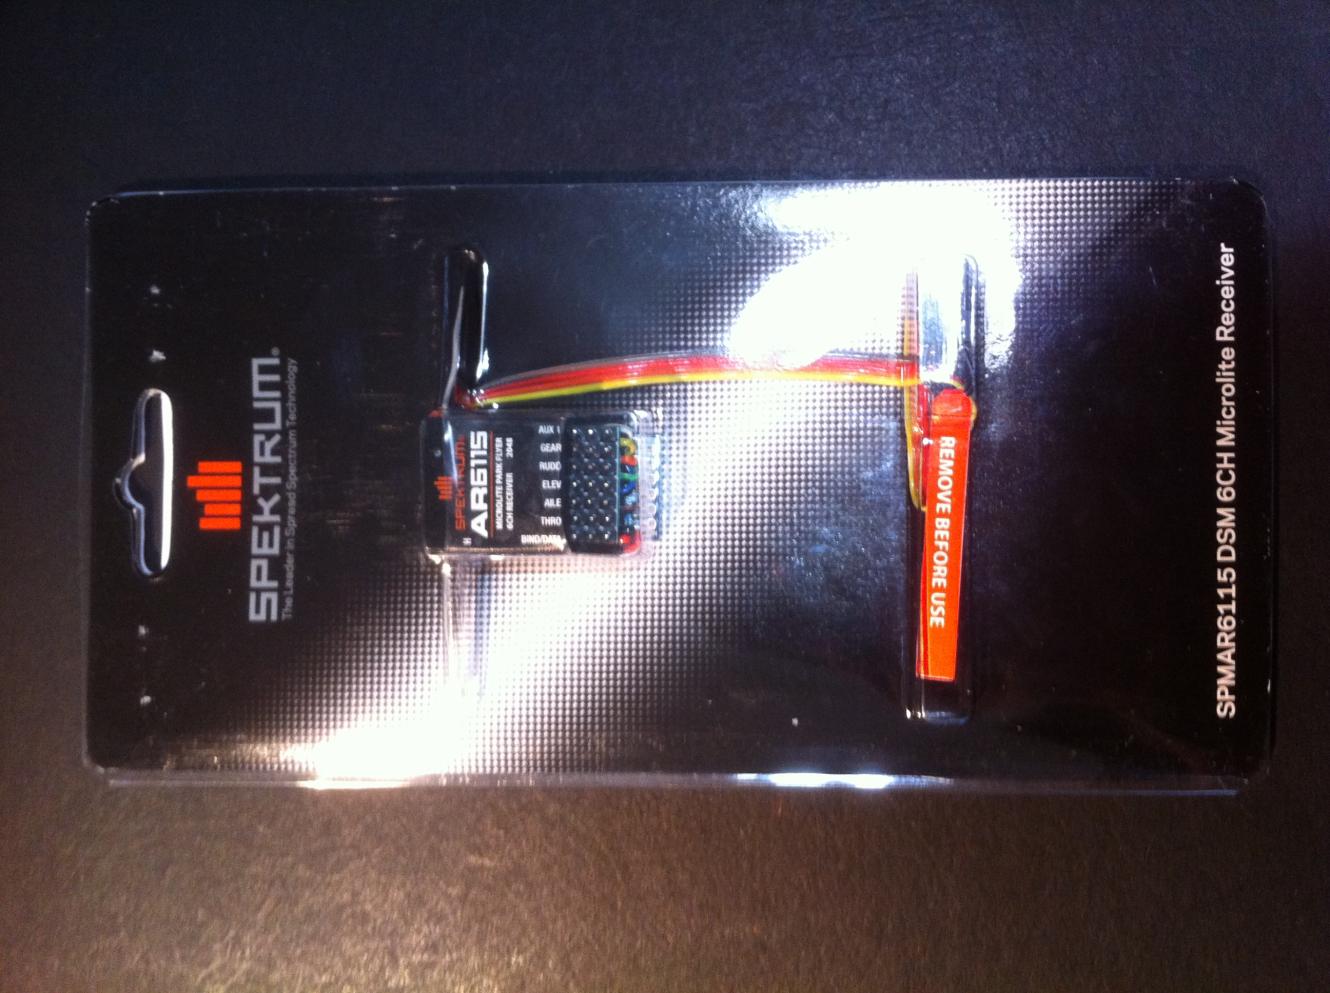 SPEKTRUM®
The Leader in Spread Spectrum Technology
SPEKTRUM
AR6115
MICROLITE PARK FLYER
6CH RECEIVER 2048
AUX 1
GEAR
RUDD
ELEV
AILE
THRO
BIND/DATA
REMOVE BEFORE USE
SPMAR6115 DSM 6CH Microlite Receiver